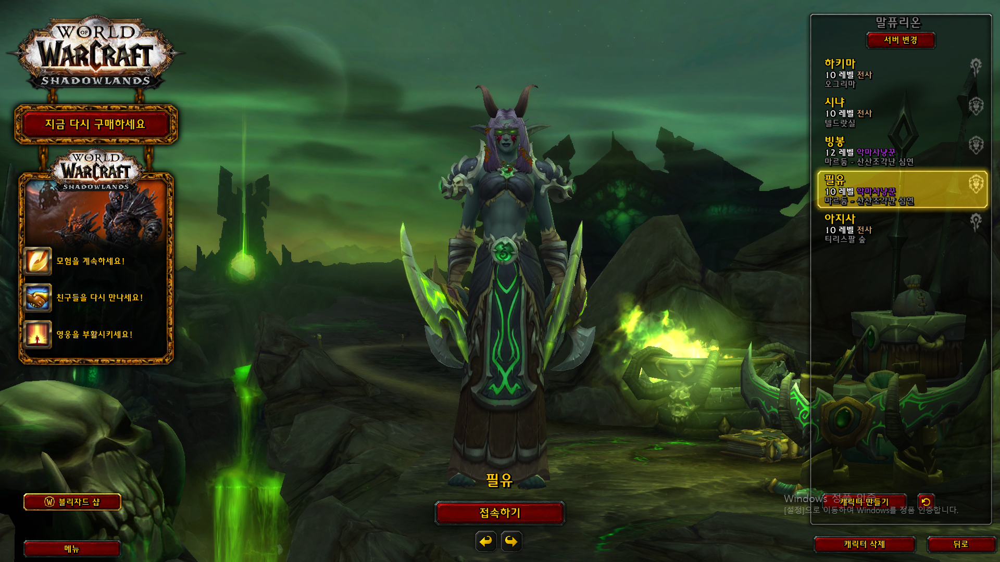 WORLD OF WARCRAFT
SHADOWLANDS
지금 다시 구매하세요
WORLD OF WARCRAFT
SHADOWLANDS
모험을 계속하세요!
친구들을 다시 만나세요!
영웅을 부활시키세요!
블리자드 샵
메뉴
필유
접속하기
말퓨리온
서버 변경
하키마
10 레벨 전사
오그리마
시냐
10 레벨 전사
텔드랏실
빙봉
12 레벨 악마사냥꾼
마르둠 - 산산조각난 심연
필유
10 레벨 악마사냥꾼
마르둠 - 산산조각난 심연
아지사
10 레벨 전사
티리스팔 숲
캐릭터 만들기
Windows 정품 인증
[설정]으로 이동하여 Windows를 정품 인증합니다.
캐릭터 삭제
뒤로